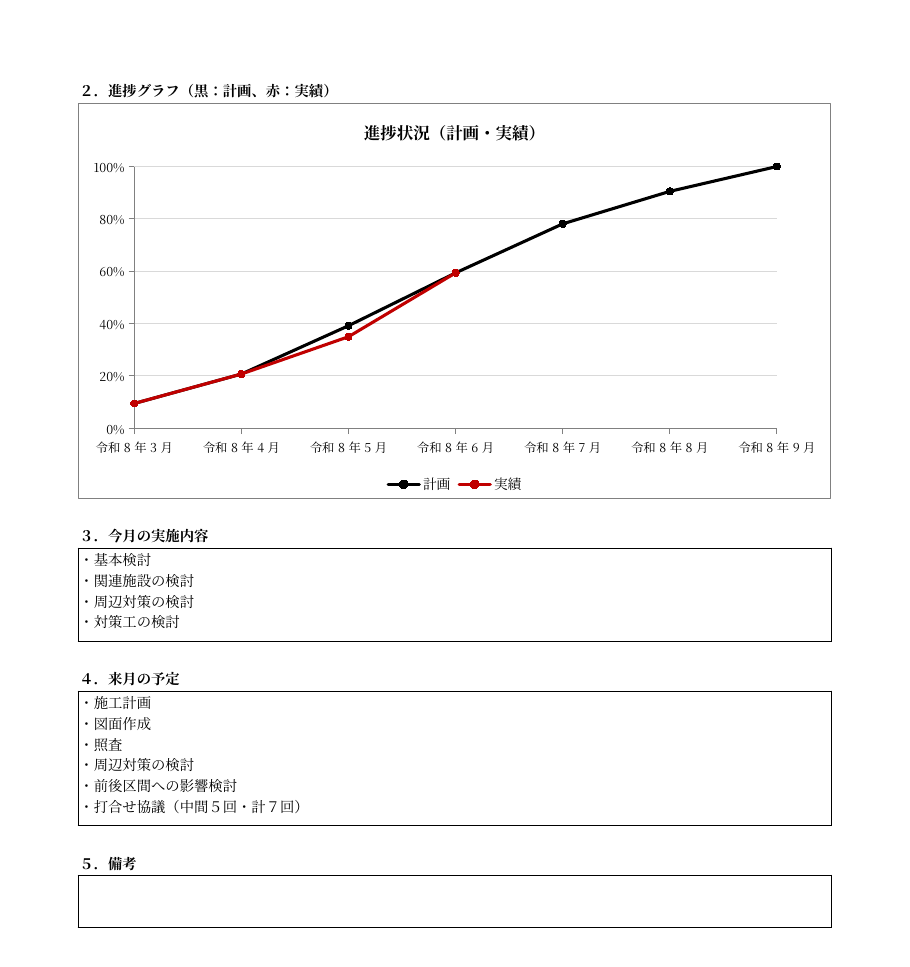 ２．進捗グラフ（黒：計画、赤：実績）
進捗状況（計画・実績）
100%
80%
60%
40%
20%
0%
令和８年３月 令和８年４月 令和８年５月 令和８年６月 令和８年７月 令和８年８月 令和８年９月
計画 実績
３．今月の実施内容
・基本検討
・関連施設の検討
・周辺対策の検討
・対策工の検討
４．来月の予定
・施工計画
・図面作成
・照査
・周辺対策の検討
・前後区間への影響検討
・打合せ協議（中間５回・計７回）
５．備考